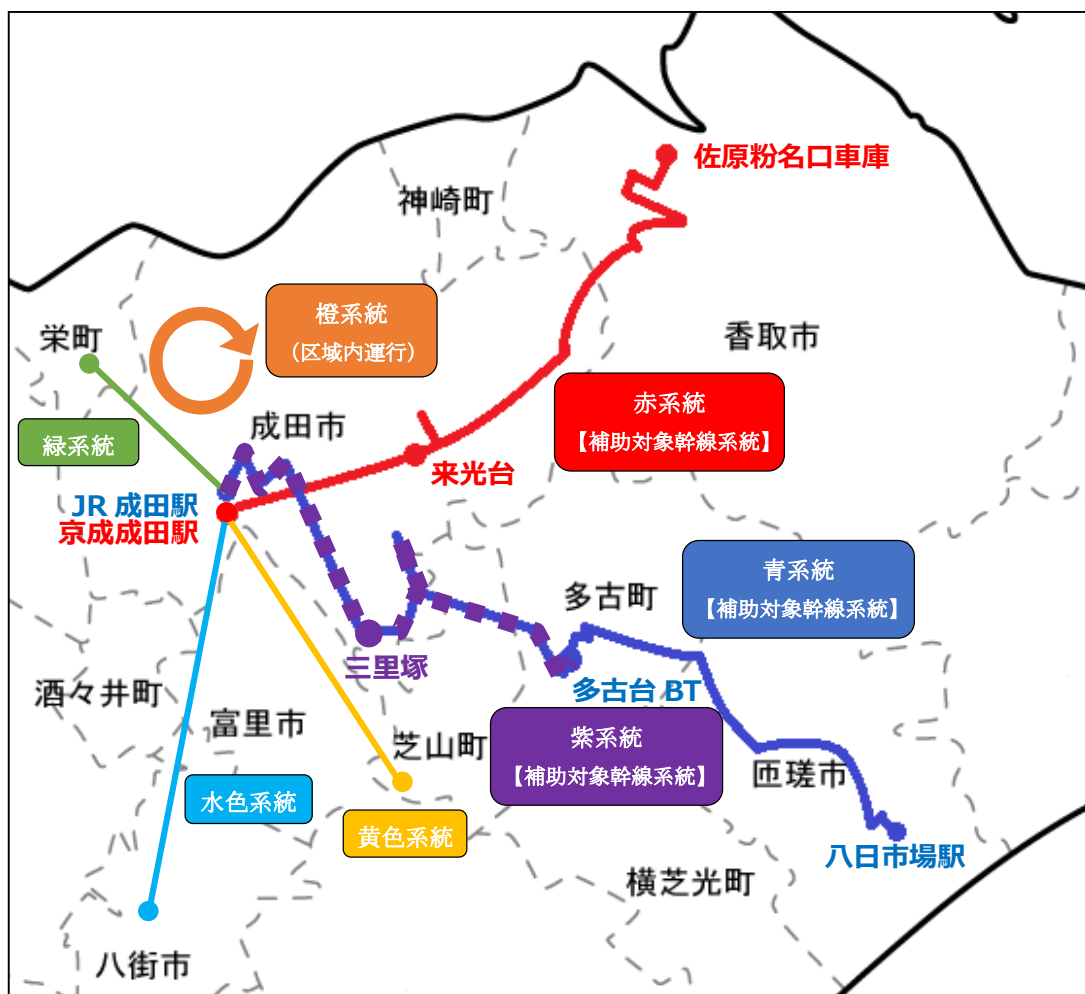 佐原粉名口車庫
神崎町
橙系統
(区域内運行)
栄町
香取市
赤系統
【補助対象幹線系統】
成田市
緑系統
来光台
JR 成田駅
京成成田駅
青系統
【補助対象幹線系統】
多古町
三里塚
多古台 BT
酒々井町
富里市
芝山町
紫系統
【補助対象幹線系統】
匝瑳市
水色系統
黄色系統
八日市場駅
横芝光町
八街市